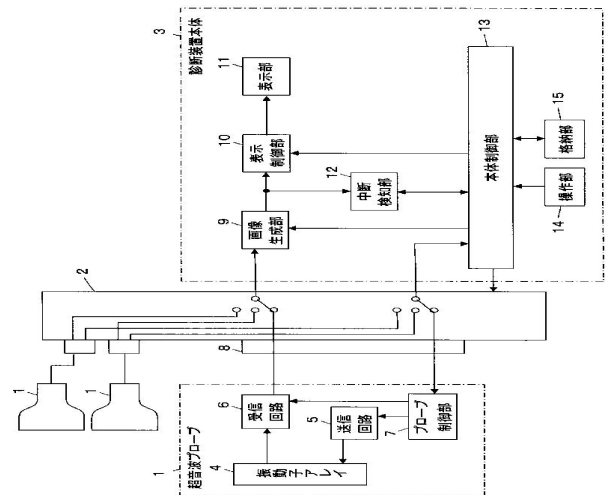 3
診断装置本体
11
表示部
10
表示
制御部
9
画像
生成部
12
中断
検知部
13
本体制御部
15
格納部
14
操作部
2
8
1
1
1
超音波プローブ
6
受信
回路
5
送信
回路
4
振動子アレイ
7
プローブ
制御部